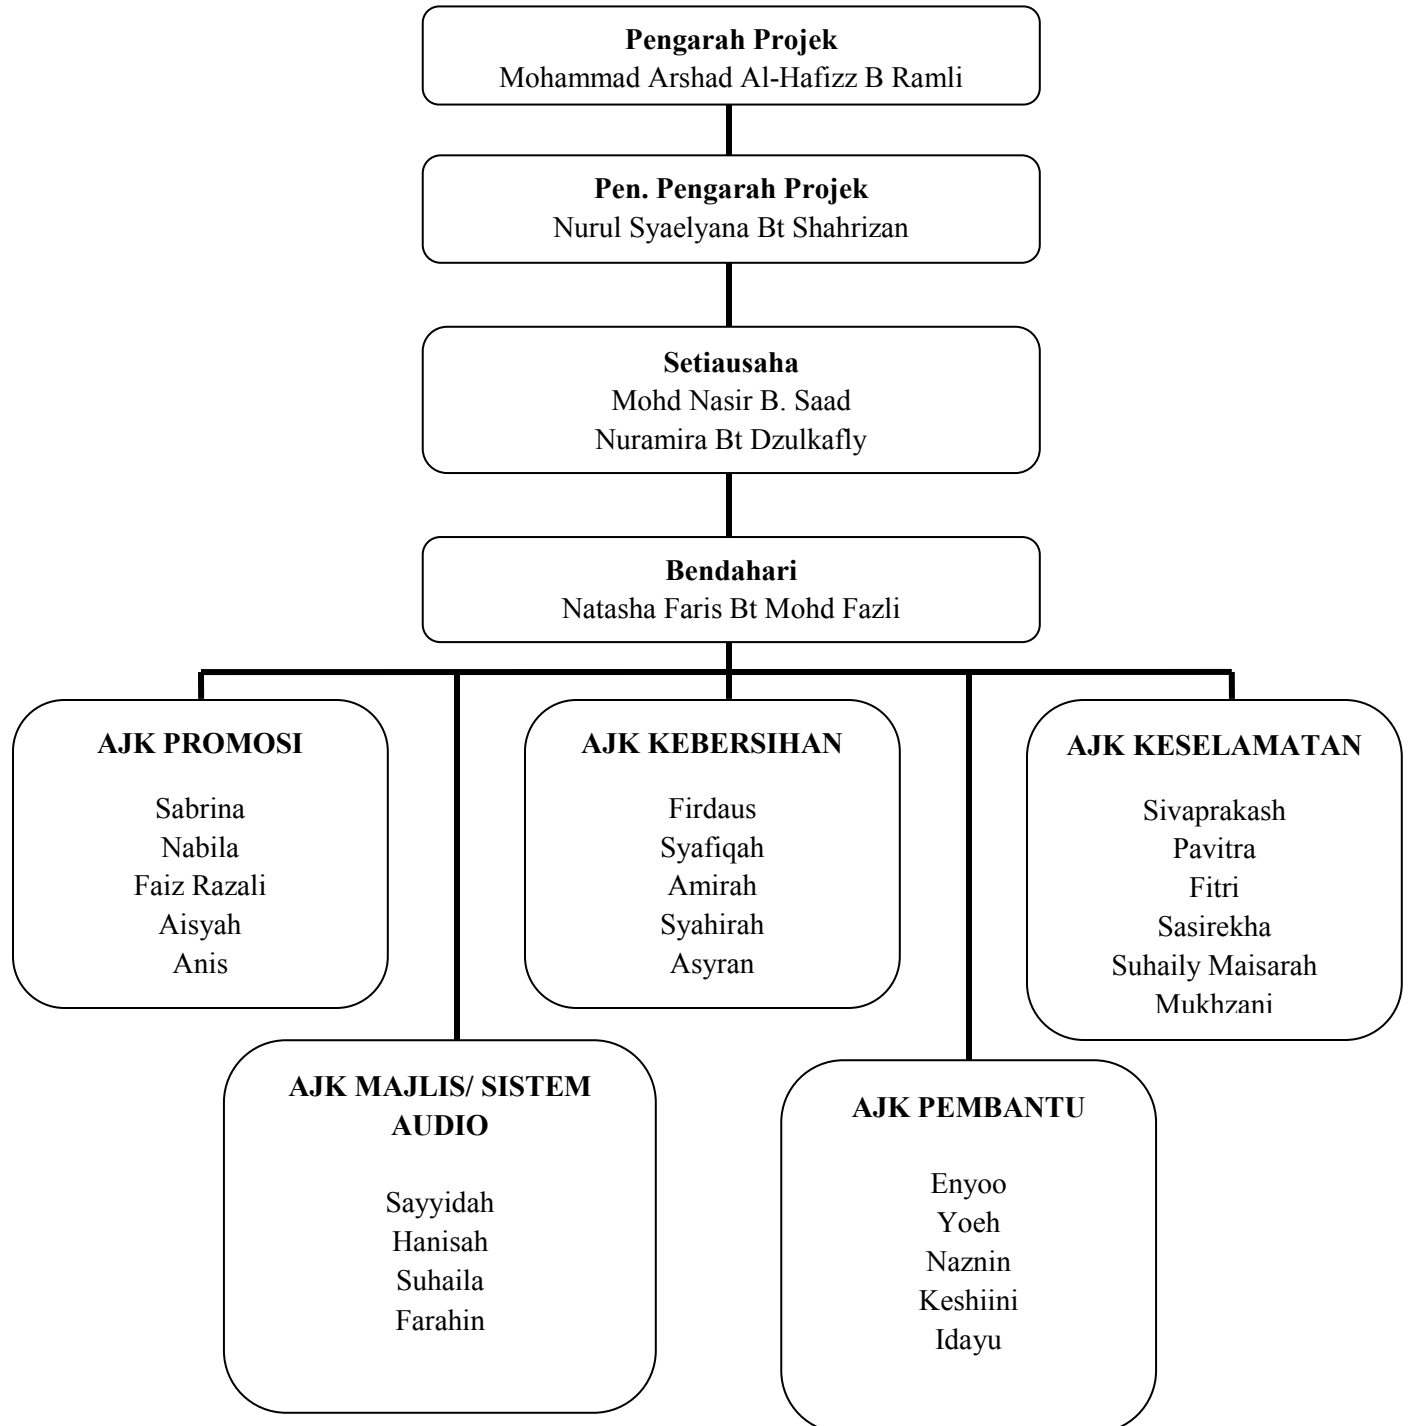 Pengarah Projek
Mohammad Arshad Al-Hafizz B Ramli
Pen. Pengarah Projek
Nurul Syaelyana Bt Shahrizan
Setiausaha
Mohd Nasir B. Saad
Nuramira Bt Dzulkafly
Bendahari
Natasha Faris Bt Mohd Fazli
AJK PROMOSI
Sabrina
Nabila
Faiz Razali
Aisyah
Anis
AJK KEBERSIHAN
Firdaus
Syafiqah
Amirah
Syahirah
Asyran
AJK KESELAMATAN
Sivaprakash
Pavitra
Fitri
Sasirekha
Suhaily Maisarah
Mukhzani
AJK MAJLIS/ SISTEM
AUDIO
Sayyidah
Hanisah
Suhaila
Farahin
AJK PEMBANTU
Enyoo
Yoeh
Naznin
Keshiini
Idayu